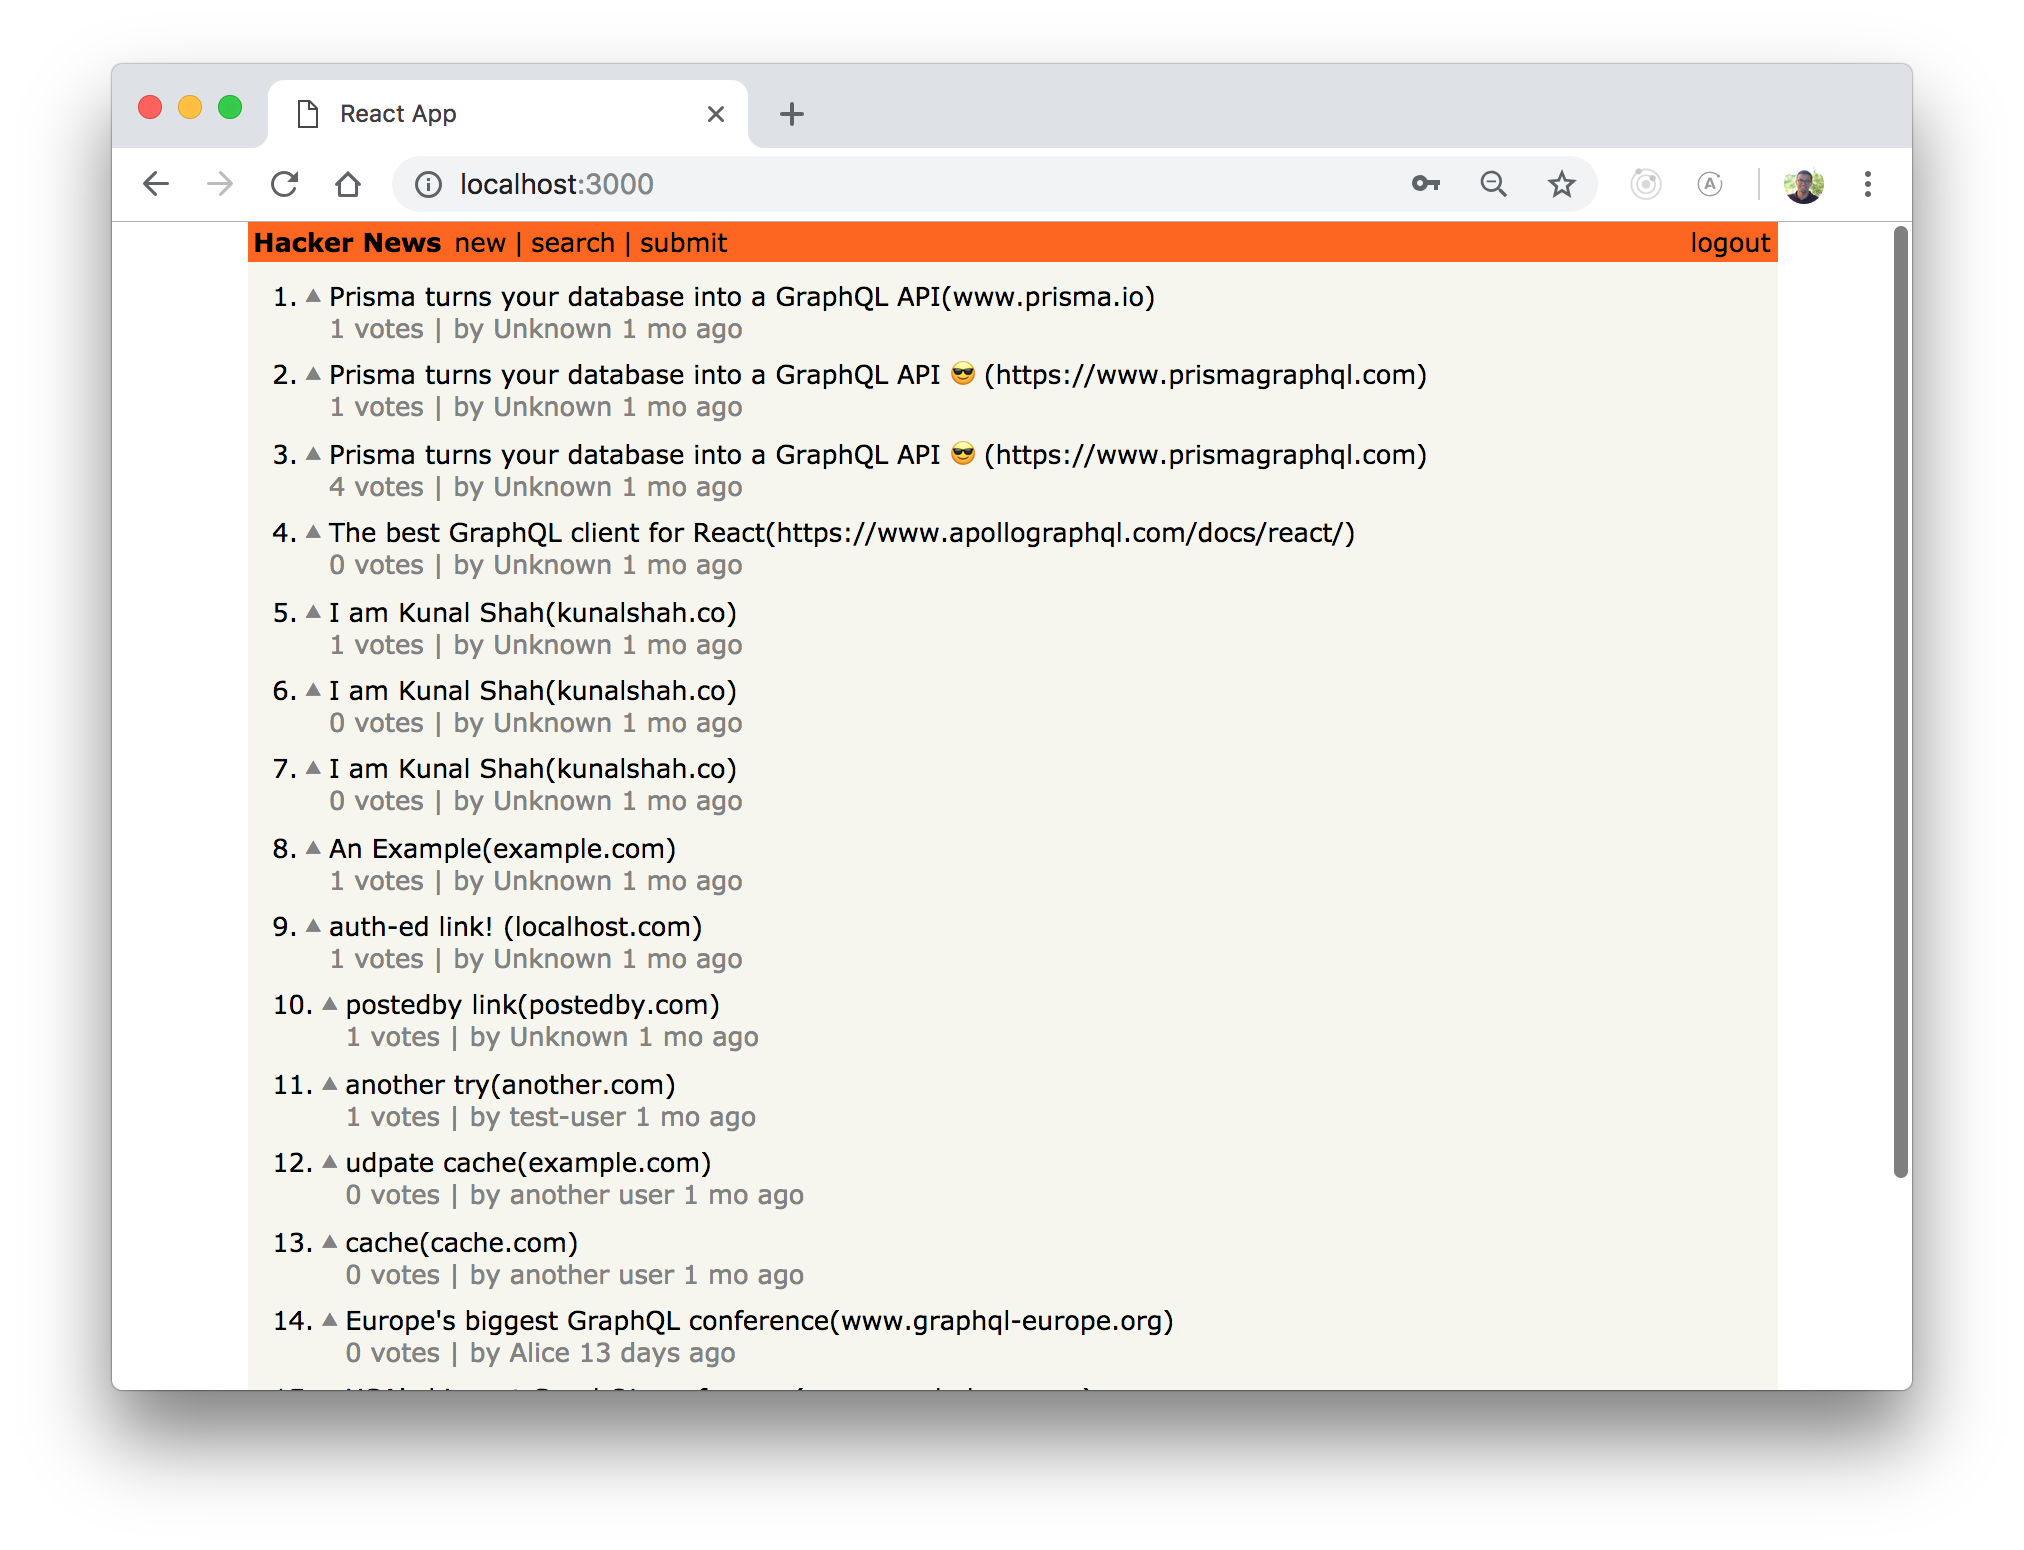 React App
localhost:3000
Hacker News new | search | submit logout
1. ▲ Prisma turns your database into a GraphQL API(www.prisma.io)
1 votes | by Unknown 1 mo ago
2. ▲ Prisma turns your database into a GraphQL API 😎 (https://www.prismagraphql.com)
1 votes | by Unknown 1 mo ago
3. ▲ Prisma turns your database into a GraphQL API 😎 (https://www.prismagraphql.com)
4 votes | by Unknown 1 mo ago
4. ▲ The best GraphQL client for React(https://www.apollographql.com/docs/react/)
0 votes | by Unknown 1 mo ago
5. ▲ I am Kunal Shah(kunalshah.co)
1 votes | by Unknown 1 mo ago
6. ▲ I am Kunal Shah(kunalshah.co)
0 votes | by Unknown 1 mo ago
7. ▲ I am Kunal Shah(kunalshah.co)
0 votes | by Unknown 1 mo ago
8. ▲ An Example(example.com)
1 votes | by Unknown 1 mo ago
9. ▲ auth-ed link! (localhost.com)
1 votes | by Unknown 1 mo ago
10. ▲ postedby link(postedby.com)
1 votes | by Unknown 1 mo ago
11. ▲ another try(another.com)
1 votes | by test-user 1 mo ago
12. ▲ udpate cache(example.com)
0 votes | by another user 1 mo ago
13. ▲ cache(cache.com)
0 votes | by another user 1 mo ago
14. ▲ Europe's biggest GraphQL conference(www.graphql-europe.org)
0 votes | by Alice 13 days ago